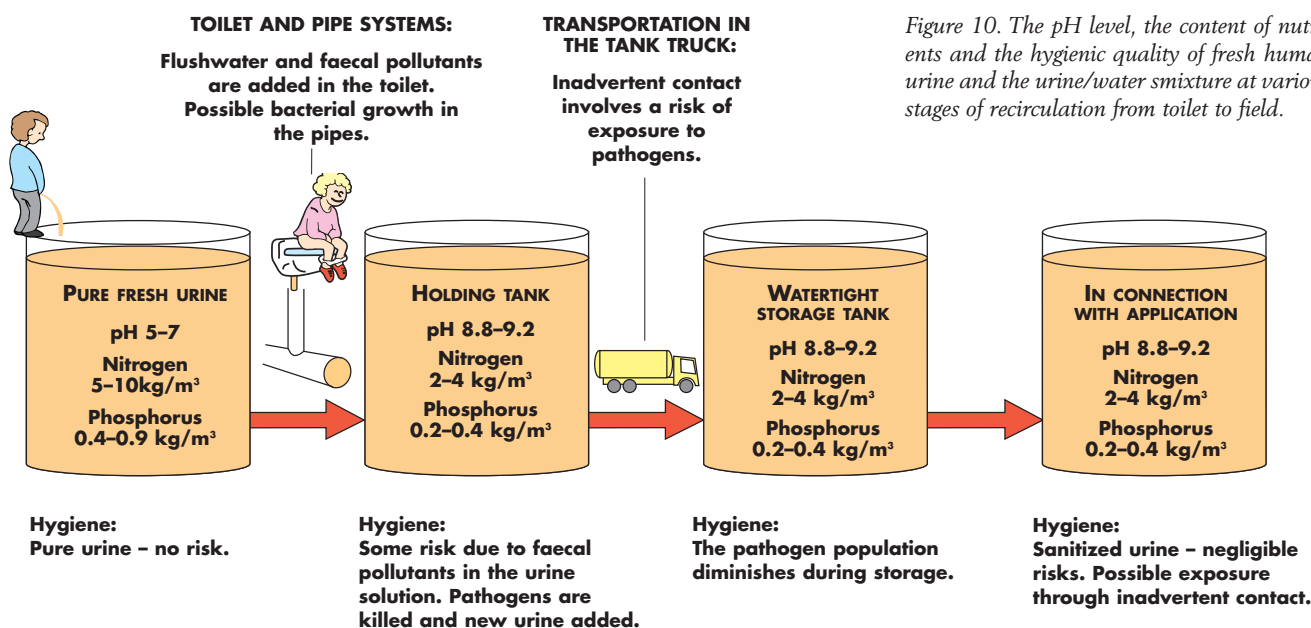 TOILET AND PIPE SYSTEMS:
Flushwater and faecal pollutants
are added in the toilet.
Possible bacterial growth in
the pipes.
TRANSPORTATION IN
THE TANK TRUCK:
Inadvertent contact
involves a risk of
exposure to
pathogens.
Figure 10. The pH level, the content of nutri
ents and the hygienic quality of fresh huma
urine and the urine/water smixture at variou
stages of recirculation from toilet to field.
PURE FRESH URINE
pH 5–7
Nitrogen
5–10kg/m³
Phosphorus
0.4–0.9 kg/m³
HOLDING TANK
pH 8.8–9.2
Nitrogen
2–4 kg/m³
Phosphorus
0.2–0.4 kg/m³
WATERTIGHT
STORAGE TANK
pH 8.8–9.2
Nitrogen
2–4 kg/m³
Phosphorus
0.2–0.4 kg/m³
IN CONNECTION
WITH APPLICATION
pH 8.8–9.2
Nitrogen
2–4 kg/m³
Phosphorus
0.2–0.4 kg/m³
Hygiene:
Pure urine – no risk.
Hygiene:
Some risk due to faecal
pollutants in the urine
solution. Pathogens are
killed and new urine added.
Hygiene:
The pathogen population
diminishes during storage.
Hygiene:
Sanitized urine – negligible
risks. Possible exposure
through inadvertent contact.